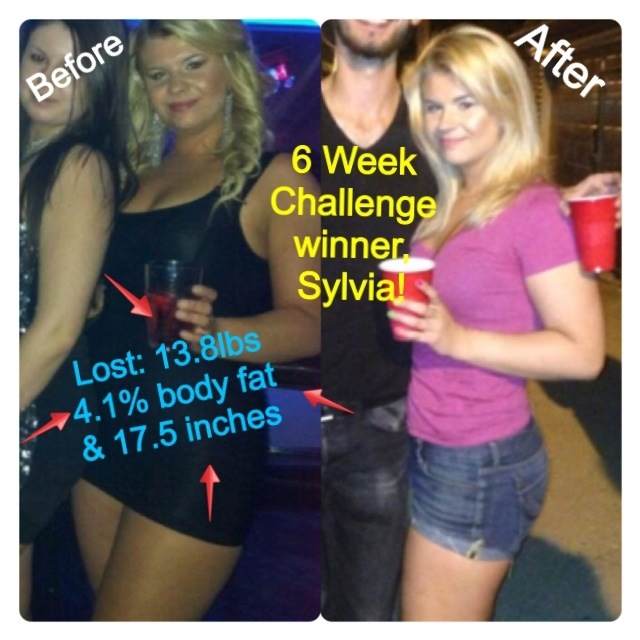 Before
After
6 Week
Challenge
winner,
Sylvia!
Lost: 13.8lbs
4.1% body fat
& 17.5 inches